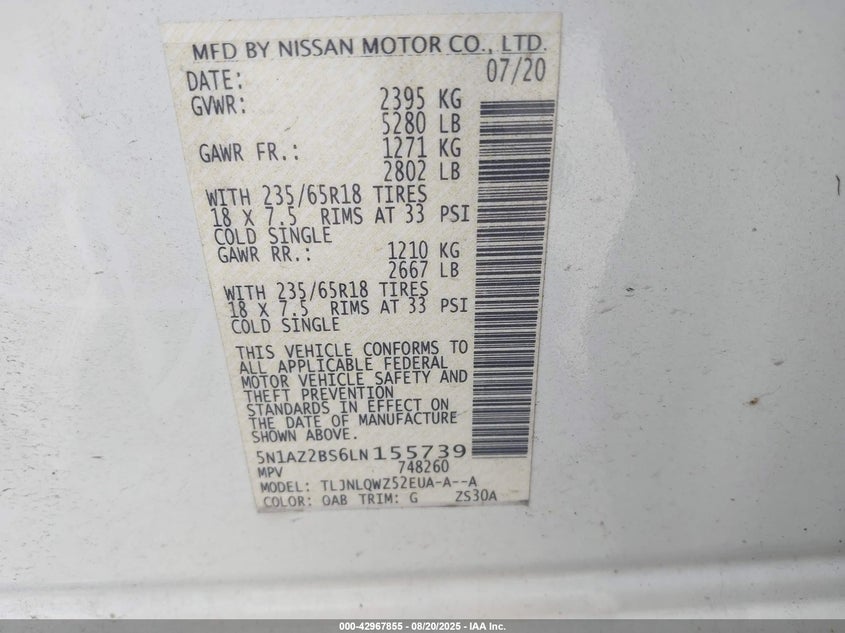 MFD BY NISSAN MOTOR CO., LTD.
DATE: 07/20
GVWR: 2395 KG
5280 LB
GAWR FR.: 1271 KG
2802 LB
WITH 235/65R18 TIRES
18 X 7.5 RIMS AT 33 PSI
COLD SINGLE
GAWR RR.: 1210 KG
2667 LB
WITH 235/65R18 TIRES
18 X 7.5 RIMS AT 33 PSI
COLD SINGLE
THIS VEHICLE CONFORMS TO
ALL APPLICABLE FEDERAL
MOTOR VEHICLE SAFETY AND
THEFT PREVENTION
STANDARDS IN EFFECT ON
THE DATE OF MANUFACTURE
SHOWN ABOVE.
5N1AZ2BS6LN155739
MPV 748260
MODEL: TLJNLQWZ52EUA-A--A
COLOR: QAB TRIM: G ZS30A
000-42967855 - 08/20/2025 - IAA Inc.